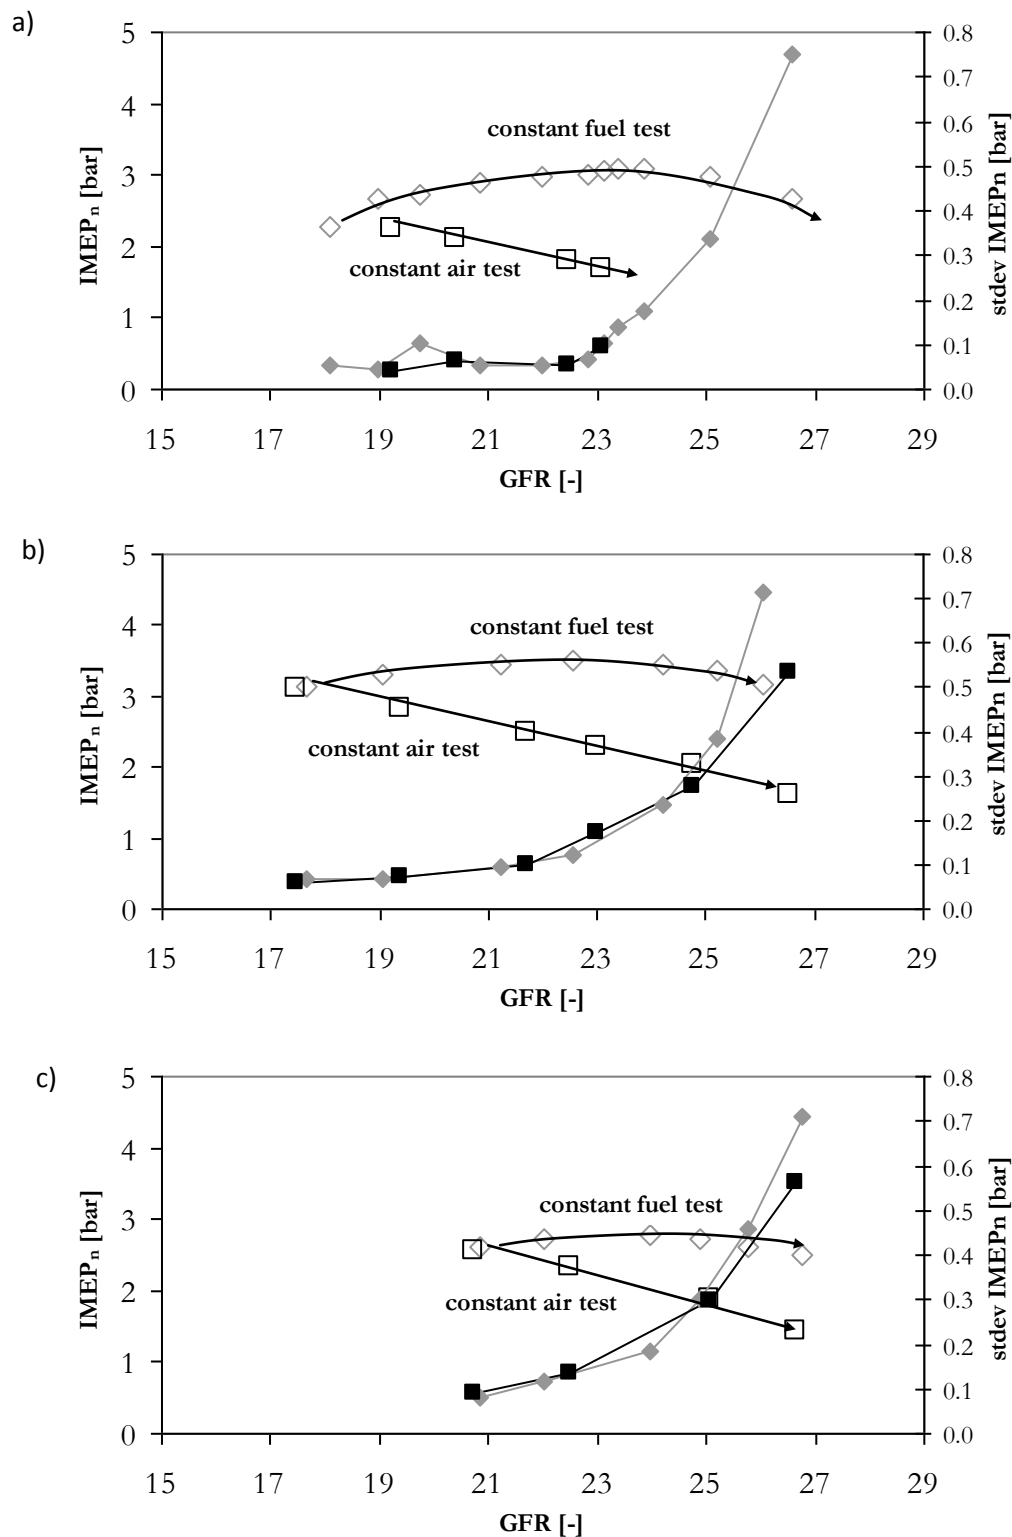 a)
5
4
3
2
1
0
IMEPn [bar]
0.8
0.7
0.6
0.5
0.4
0.3
0.2
0.1
0.0
stdev IMEPn [bar]
constant fuel test
constant air test
15 17 19 21 23 25 27 29
GFR [-]
b)
5
4
3
2
1
0
IMEPn [bar]
0.8
0.7
0.6
0.5
0.4
0.3
0.2
0.1
0.0
stdev IMEPn [bar]
constant fuel test
constant air test
15 17 19 21 23 25 27 29
GFR [-]
c)
5
4
3
2
1
0
IMEPn [bar]
0.8
0.7
0.6
0.5
0.4
0.3
0.2
0.1
0.0
stdev IMEPn [bar]
constant fuel test
constant air test
15 17 19 21 23 25 27 29
GFR [-]